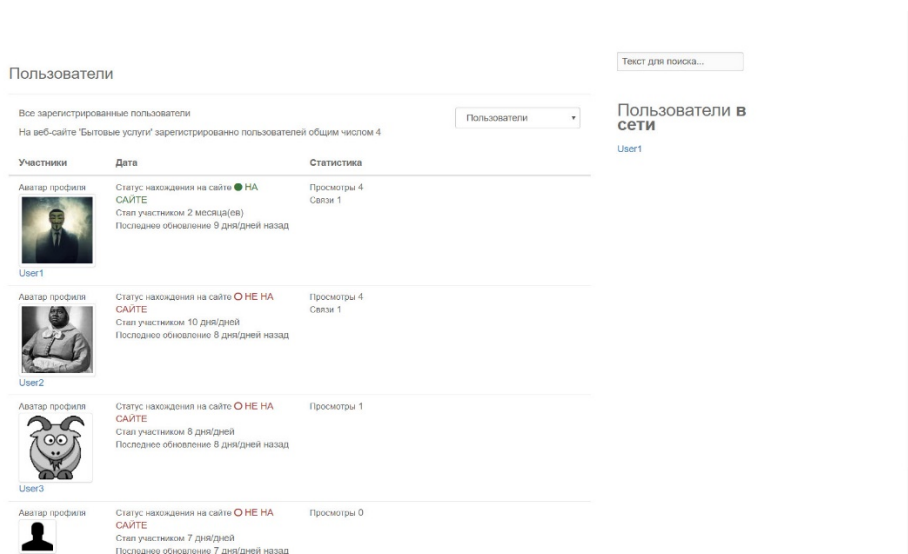 Текст для поиска...
Пользователи
Все зарегистрированные пользователи
Пользователи
На веб-сайте 'Бытовые услуги' зарегистрированно пользователей общим числом 4
Пользователи в
сети
User1
Участники Дата Статистика
Аватар профиля
Статус нахождения на сайте НА
САЙТЕ
Стал участником 2 месяца(ев)
Последнее обновление 9 дня/дней назад
Просмотры 4
Связи 1
User1
Аватар профиля
Статус нахождения на сайте НЕ НА
САЙТЕ
Стал участником 10 дня/дней
Последнее обновление 8 дня/дней назад
Просмотры 4
Связи 1
User2
Аватар профиля
Статус нахождения на сайте НЕ НА
САЙТЕ
Стал участником 8 дня/дней
Последнее обновление 8 дня/дней назад
Просмотры 1
User3
Аватар профиля
Статус нахождения на сайте НЕ НА
САЙТЕ
Стал участником 7 дня/дней
Последнее обновление 7 дня/дней назад
Просмотры 0